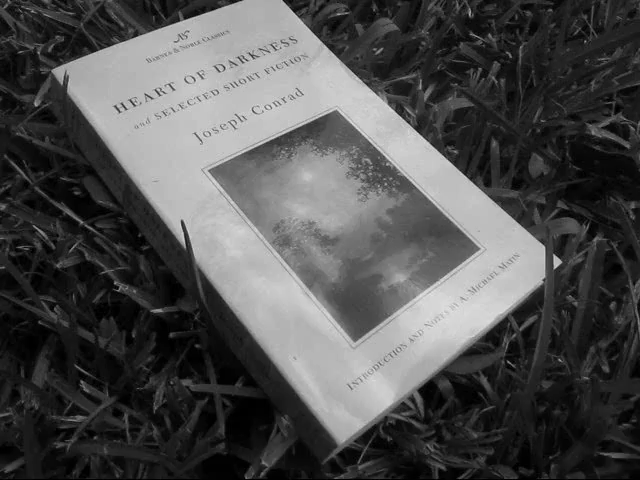 BARNES & NOBLE CLASSICS
HEART OF DARKNESS
and SELECTED SHORT FICTION
Joseph Conrad
INTRODUCTION AND NOTES BY A. MICHAEL MATIN